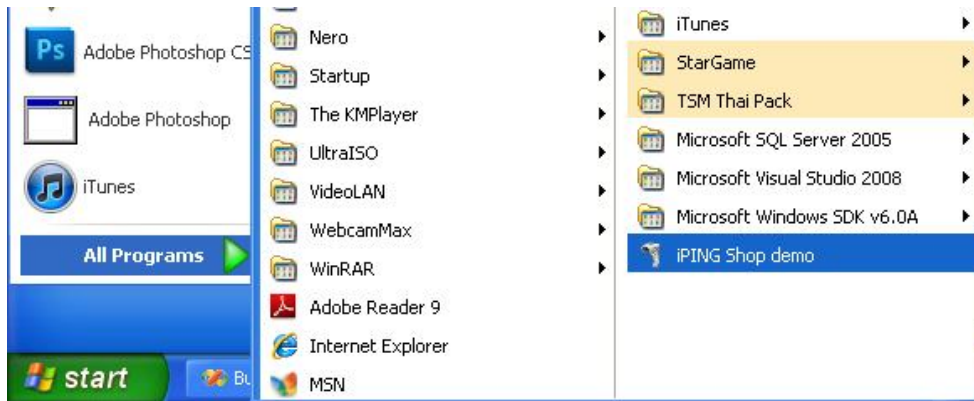 Ps
Adobe Photoshop CS
Adobe Photoshop
iTunes
All Programs
start
Bu
Nero
Startup
The KMPlayer
UltraISO
VideoLAN
WebcamMax
WinRAR
Adobe Reader 9
Internet Explorer
MSN
iTunes
StarGame
TSM Thai Pack
Microsoft SQL Server 2005
Microsoft Visual Studio 2008
Microsoft Windows SDK v6.0A
iPING Shop demo